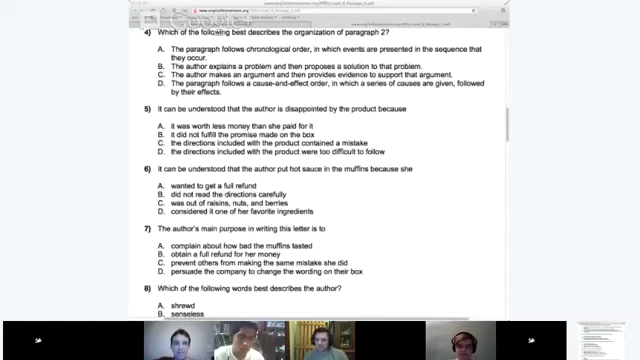 4) Which of the following best describes the organization of paragraph 2?
A. The paragraph follows chronological order, in which events are presented in the sequence that
they occur.
B. The author explains a problem and then proposes a solution to that problem.
C. The author makes an argument and then provides evidence to support that argument.
D. The paragraph follows a cause-and-effect order, in which a series of causes are given, followed
by their effects.
5) It can be understood that the author is disappointed by the product because
A. it was worth less money than she paid for it
B. it did not fulfill the promise made on the box
C. the directions included with the product contained a mistake
D. the directions included with the product were too difficult to follow
6) It can be understood that the author put hot sauce in the muffins because she
A. wanted to get a full refund
B. did not read the directions carefully
C. was out of raisins, nuts, and berries
D. considered it one of her favorite ingredients
7) The author's main purpose in writing this letter is to
A. complain about how bad the muffins tasted
B. obtain a full refund for her money
C. prevent others from making the same mistake she did
D. persuade the company to change the wording on their box
8) Which of the following words best describes the author?
A. shrewd
B. senseless